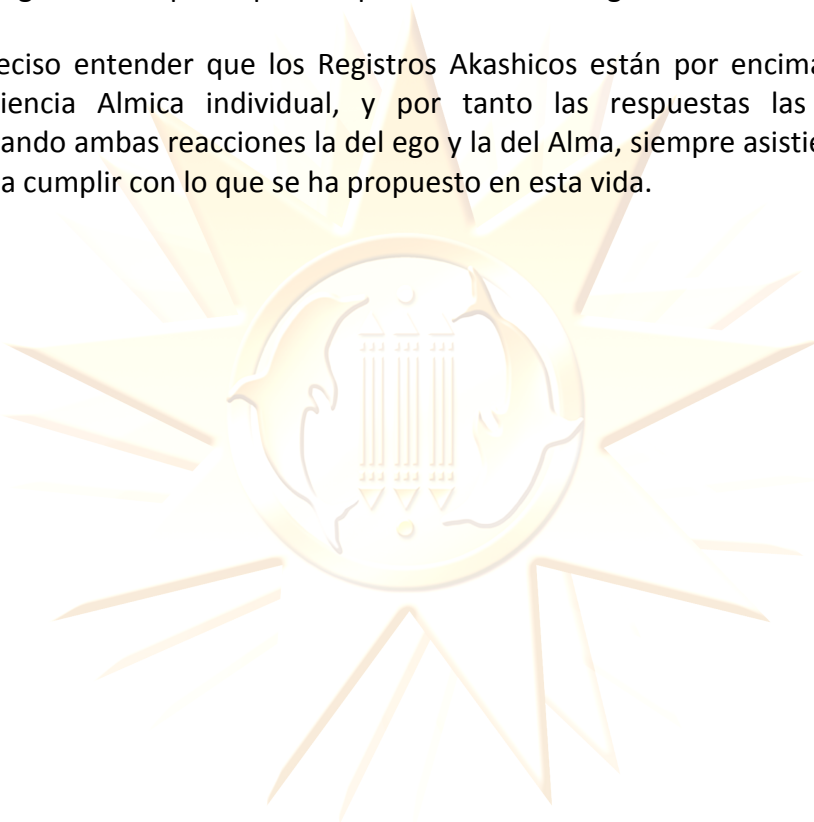 eciso entender que los Registros Akashicos están por encima
iencia Almica individual, y por tanto las respuestas las
ando ambas reacciones la del ego y la del Alma, siempre asistie
a cumplir con lo que se ha propuesto en esta vida.